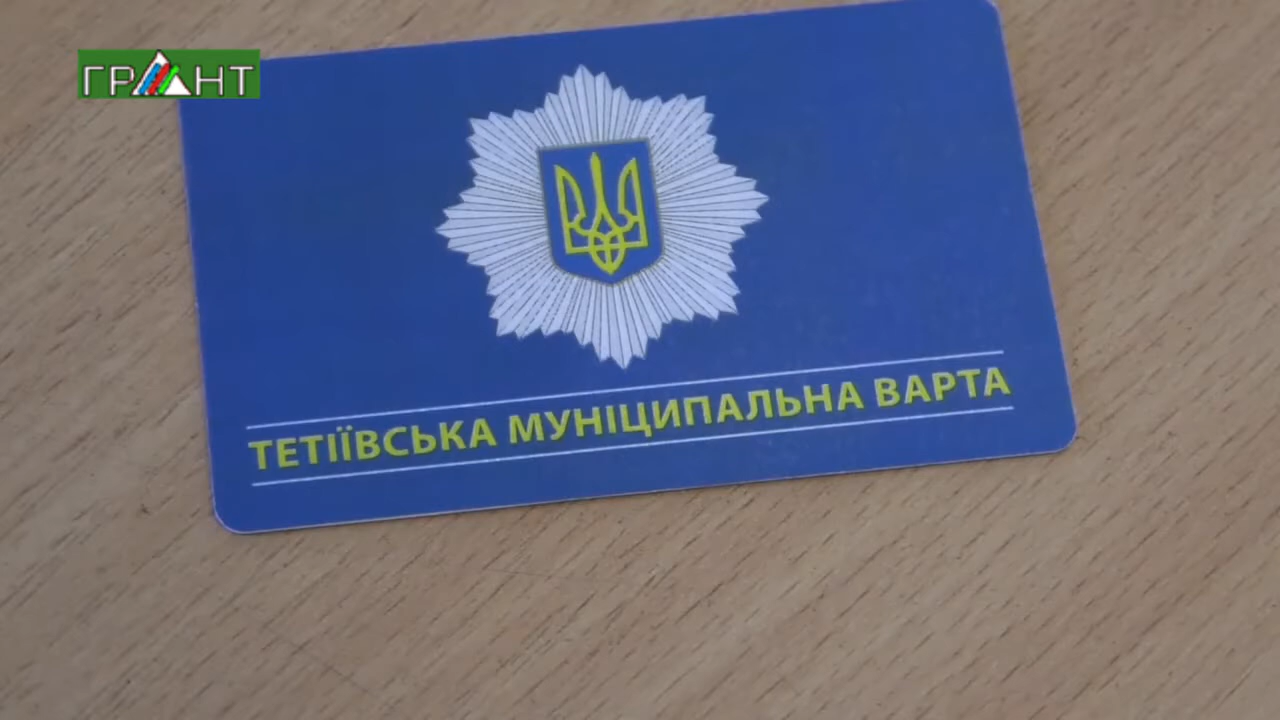 ГРАНТ
ТЕТІЇВСЬКА МУНІЦИПАЛЬНА ВАРТА